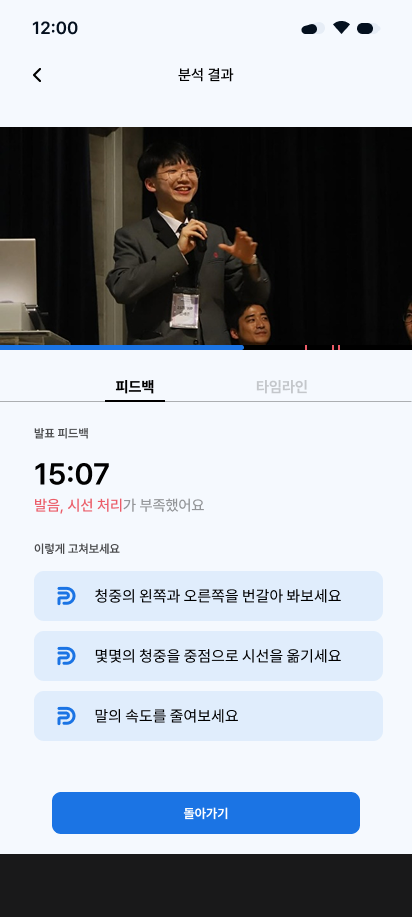 12:00
분석 결과
피드백
타임라인
발표 피드백
15:07
발음, 시선 처리가 부족했어요
이렇게 고쳐보세요
청중의 왼쪽과 오른쪽을 번갈아 봐보세요
몇몇의 청중을 중점으로 시선을 옮기세요
말의 속도를 줄여보세요
돌아가기